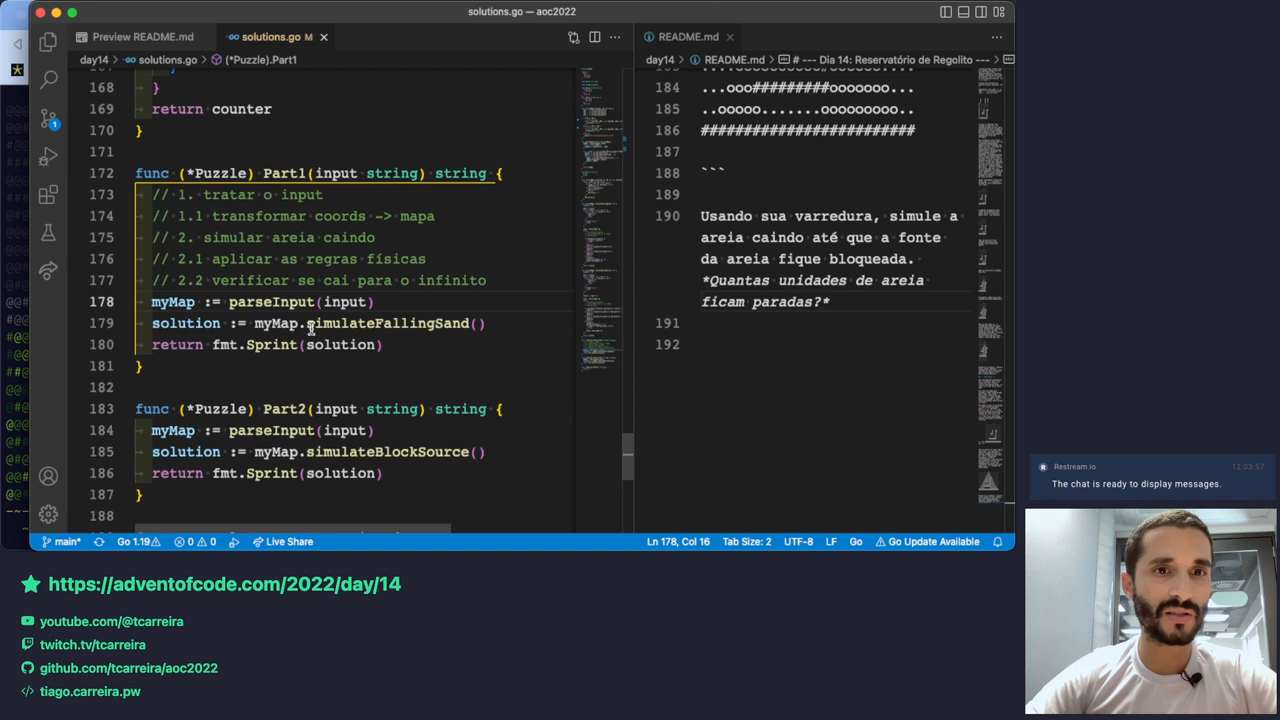 solutions.go — aoc2022
Preview README.md
solutions.go M
README.md
day14 > solutions.go > (*Puzzle).Part1
day14 > README.md > # --- Dia 14: Reservatório de Regolito ---
168 }
169 return counter
170 }
171
172 func (*Puzzle) Part1(input string) string {
173 // 1. tratar o input
174 // 1.1 transformar coords -> mapa
175 // 2. simular areia caindo
176 // 2.1 aplicar as regras físicas
177 // 2.2 verificar se cai para o infinito
178 myMap := parseInput(input)
179 solution := myMap.simulateFallingSand()
180 return fmt.Sprint(solution)
181 }
182
183 func (*Puzzle) Part2(input string) string {
184 myMap := parseInput(input)
185 solution := myMap.simulateBlockSource()
186 return fmt.Sprint(solution)
187 }
188
184 ...ooo#########ooooooo...
185 ..ooooo.......ooooooooo..
186 #########################
187
188 ```
189
190 Usando sua varredura, simule a
areia caindo até que a fonte
da areia fique bloqueada.
*Quantas unidades de areia
ficam paradas?*
191
192
1
main*
Go 1.19
0
0
Live Share
Ln 178, Col 16
Tab Size: 2
UTF-8
LF
Go
Go Update Available
Restream.io 12:03:57
The chat is ready to display messages.
https://adventofcode.com/2022/day/14
youtube.com/@tcarreira
twitch.tv/tcarreira
github.com/tcarreira/aoc2022
tiago.carreira.pw